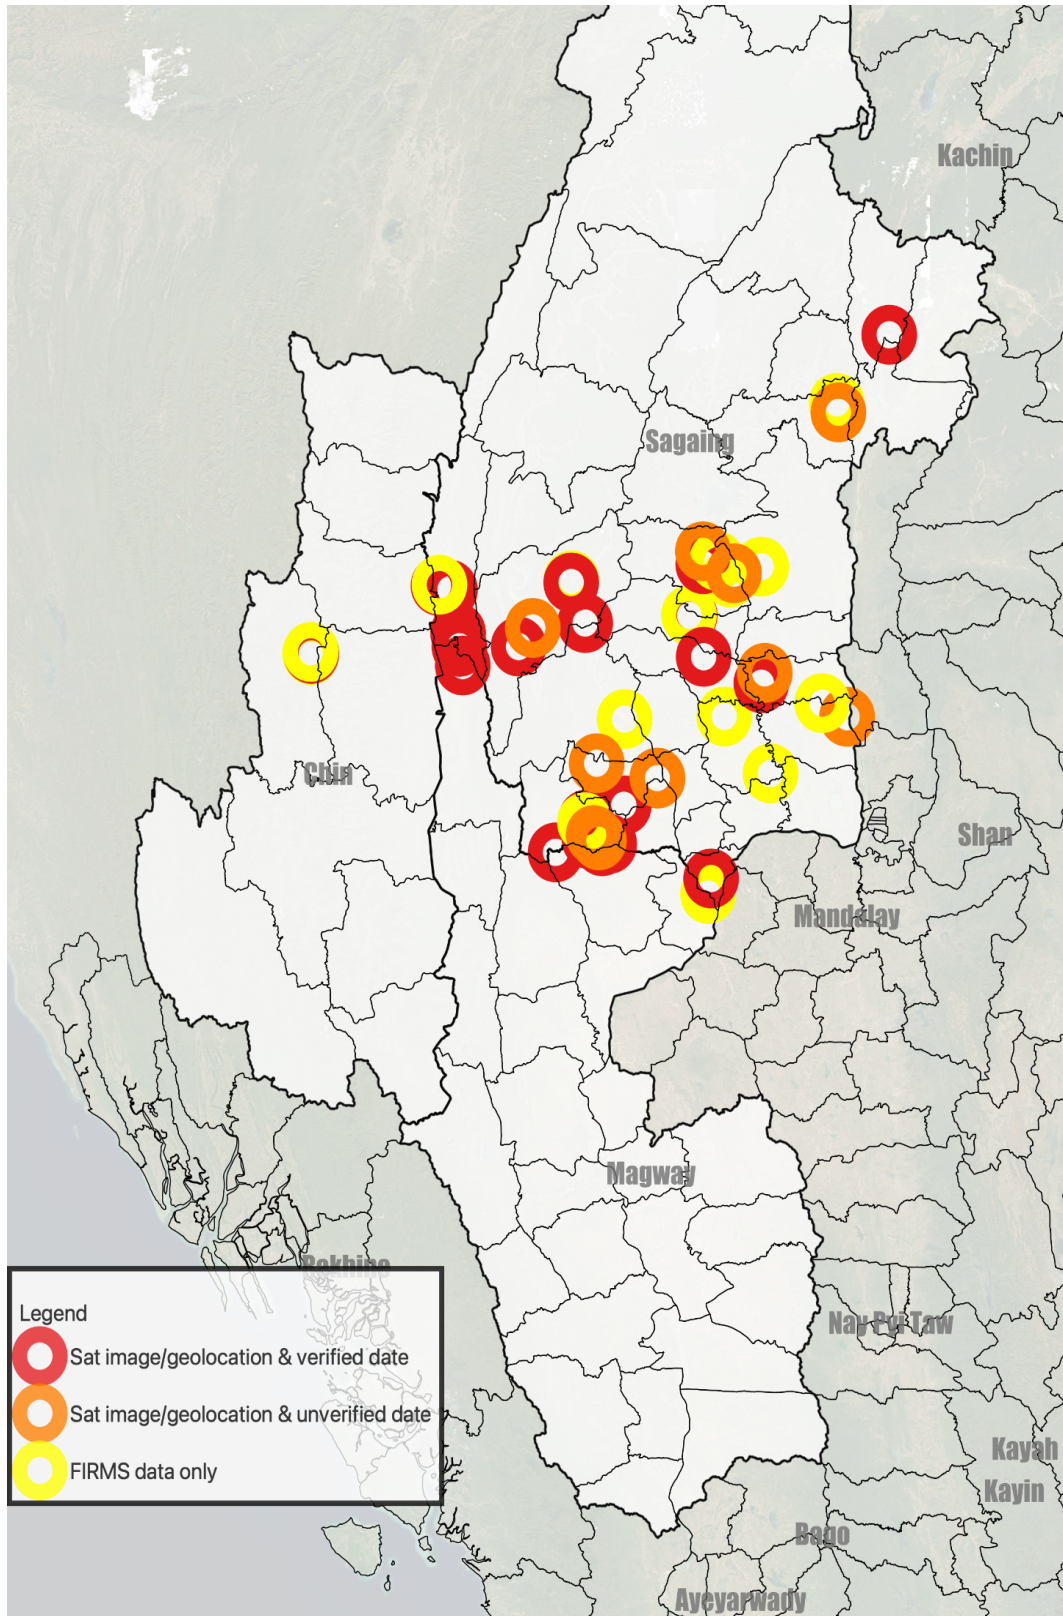 Kachin
Sagaing
Chin
Shan
Mandalay
Magway
Rakhine
Nay Pyi Taw
Legend
Sat image/geolocation & verified date
Sat image/geolocation & unverified date
FIRMS data only
Kayah
Kayin
Bago
Ayeyarwady